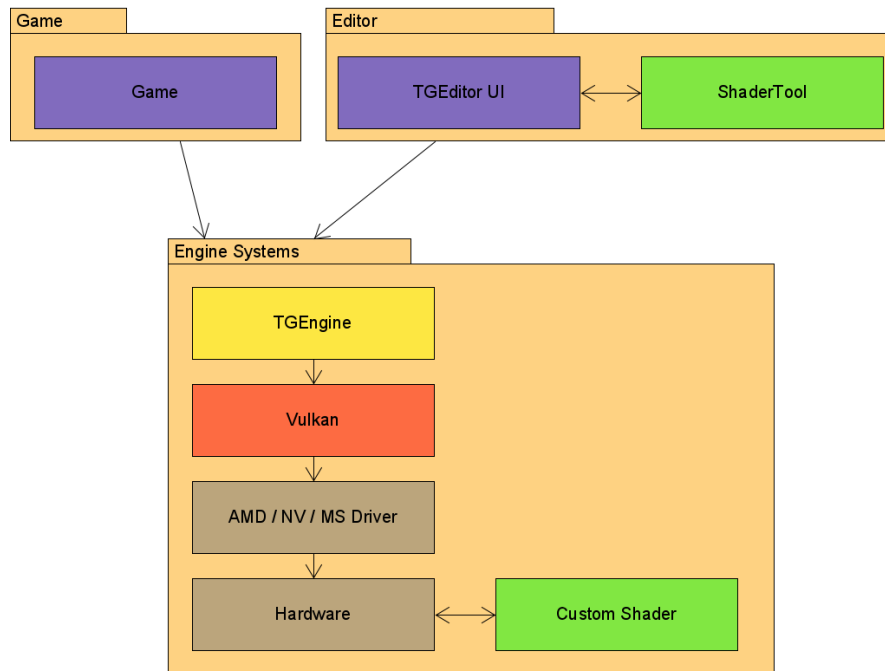 Game
Editor
Game
TGEditor UI
ShaderTool
Engine Systems
TGEngine
Vulkan
AMD / NV / MS Driver
Hardware
Custom Shader